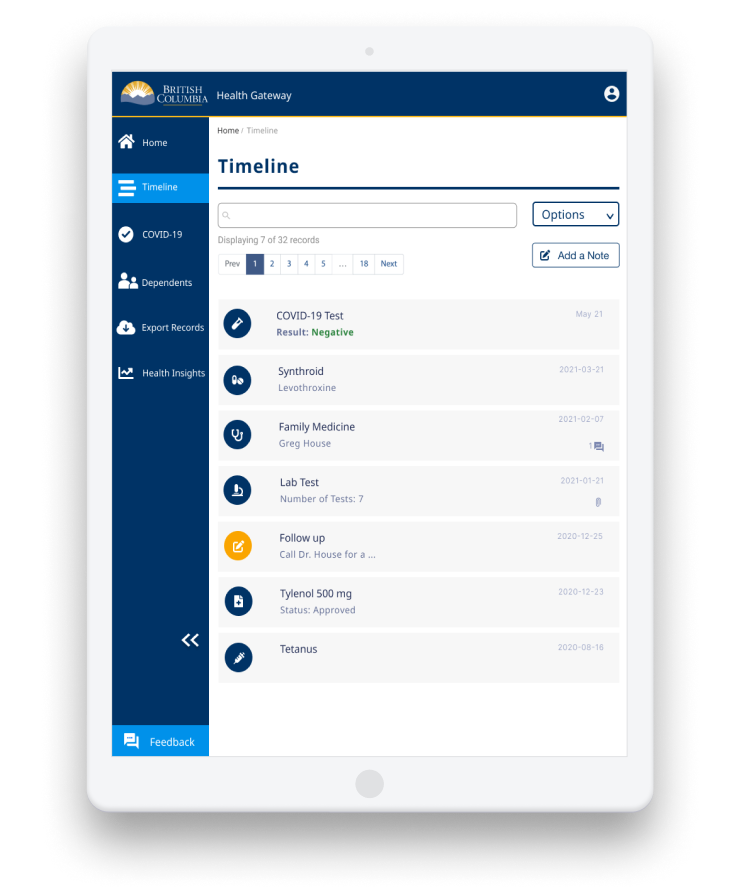 BRITISH
COLUMBIA
Health Gateway
Home
Timeline
COVID-19
Dependents
Export Records
Health Insights
Feedback
Home / Timeline
Timeline
Options
Displaying 7 of 32 records
Add a Note
Prev 1 2 3 4 5 ... 18 Next
COVID-19 Test May 21
Result: Negative
Synthroid 2021-03-21
Levothroxine
Family Medicine 2021-02-07
Greg House 1
Lab Test 2021-01-21
Number of Tests: 7
Follow up 2020-12-25
Call Dr. House for a ...
Tylenol 500 mg 2020-12-23
Status: Approved
Tetanus 2020-08-16